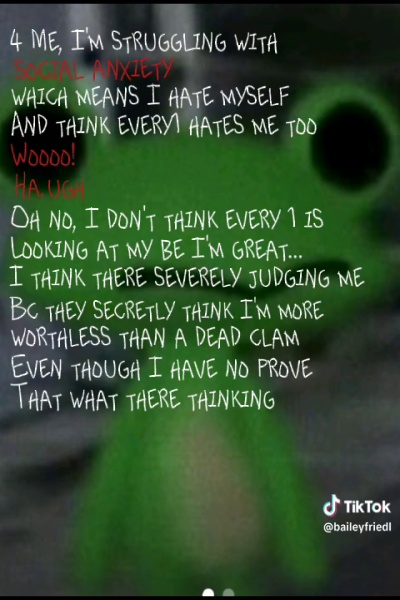 4 ME, I'M STRUGGLING WITH
SOCIAL ANXIETY
WHICH MEANS I HATE MYSELF
AND THINK EVERY1 HATES ME TOO
WOOOO!
HA UGH
OH NO, I DON'T THINK EVERY 1 IS
LOOKING AT MY BE I'M GREAT...
I THINK THERE SEVERELY JUDGING ME
BC THEY SECRETLY THINK I'M MORE
WORTHLESS THAN A DEAD CLAM
EVEN THOUGH I HAVE NO PROVE
THAT WHAT THERE THINKING
TikTok
@baileyfriedl